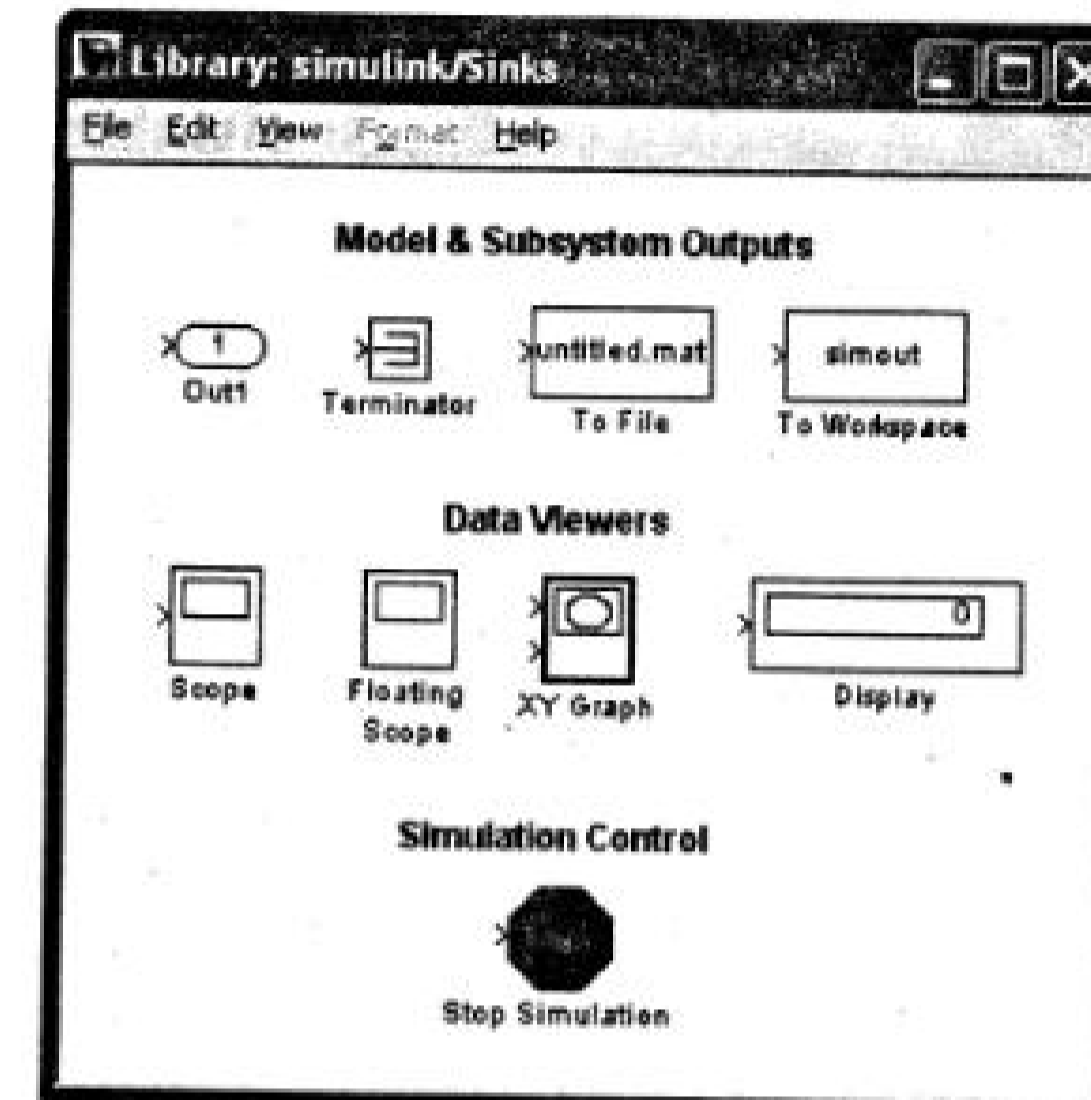 Library: simulink/Sinks
File Edit View Format Help
Model & Subsystem Outputs
1 untitled.mat simout
Out1 Terminator To File To Workspace
Data Viewers
0
Scope Floating Scope XY Graph Display
Simulation Control
Stop Simulation